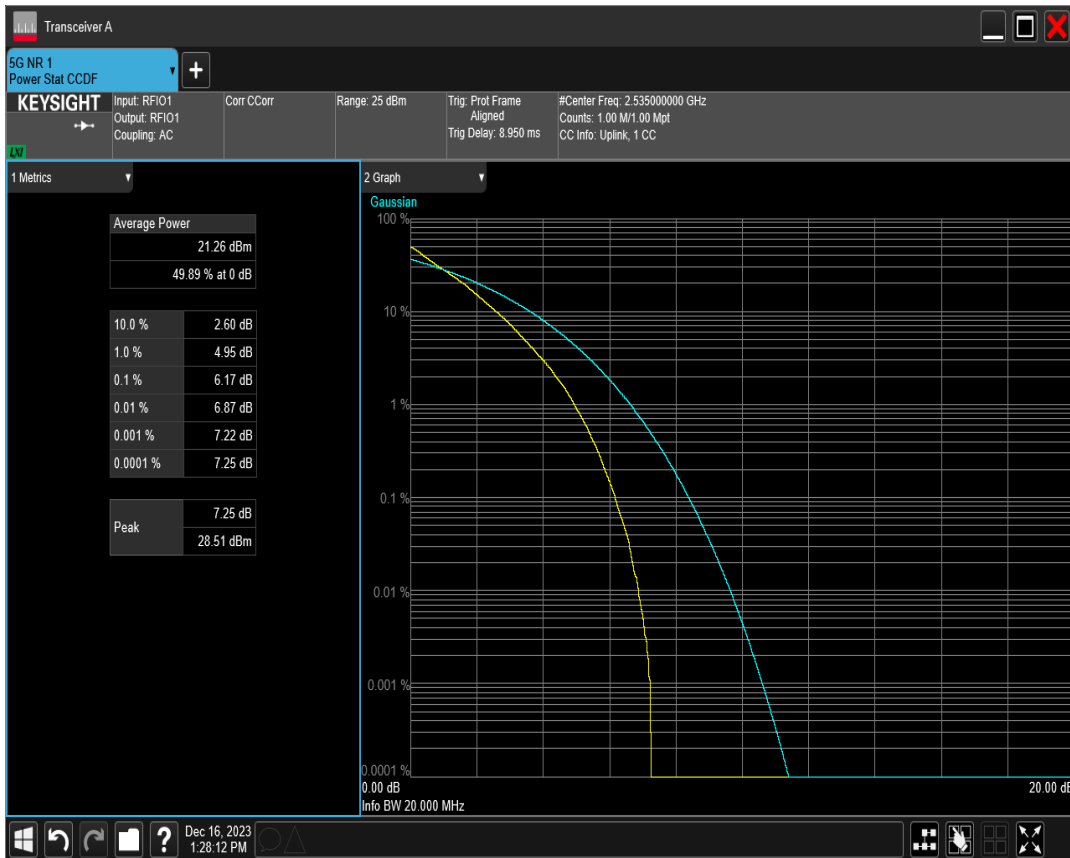 Transceiver A
5G NR 1
Power Stat CCDF
KEYSIGHT
LXI
Input: RFIO1
Output: RFIO1
Coupling: AC
Corr CCorr
Range: 25 dBm
Trig: Prot Frame
Aligned
Trig Delay: 8.950 ms
#Center Freq: 2.535000000 GHz
Counts: 1.00 M/1.00 Mpt
CC Info: Uplink, 1 CC
1 Metrics
Average Power
21.26 dBm
49.89 % at 0 dB
10.0 % 2.60 dB
1.0 % 4.95 dB
0.1 % 6.17 dB
0.01 % 6.87 dB
0.001 % 7.22 dB
0.0001 % 7.25 dB
Peak 7.25 dB
28.51 dBm
2 Graph
Gaussian
100 %
10 %
1 %
0.1 %
0.01 %
0.001 %
0.0001 %
0.00 dB 20.00 dB
Info BW 20.000 MHz
Dec 16, 2023
1:28:12 PM